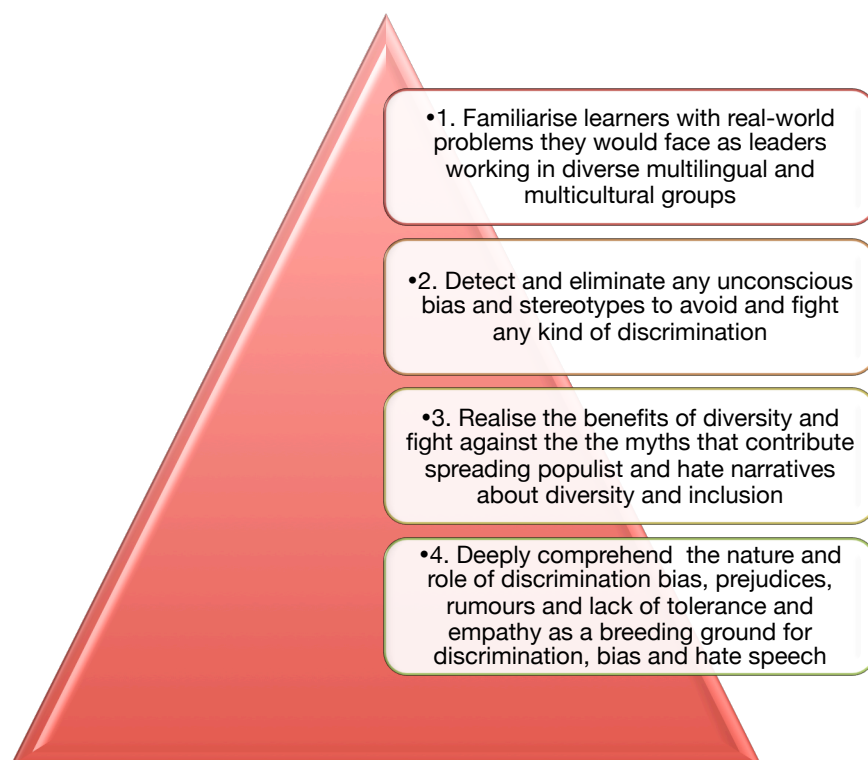 •1. Familiarise learners with real-world
problems they would face as leaders
working in diverse multilingual and
multicultural groups
•2. Detect and eliminate any unconscious
bias and stereotypes to avoid and fight
any kind of discrimination
•3. Realise the benefits of diversity and
fight against the the myths that contribute
spreading populist and hate narratives
about diversity and inclusion
•4. Deeply comprehend  the nature and
role of discrimination bias, prejudices,
rumours and lack of tolerance and
empathy as a breeding ground for
discrimination, bias and hate speech